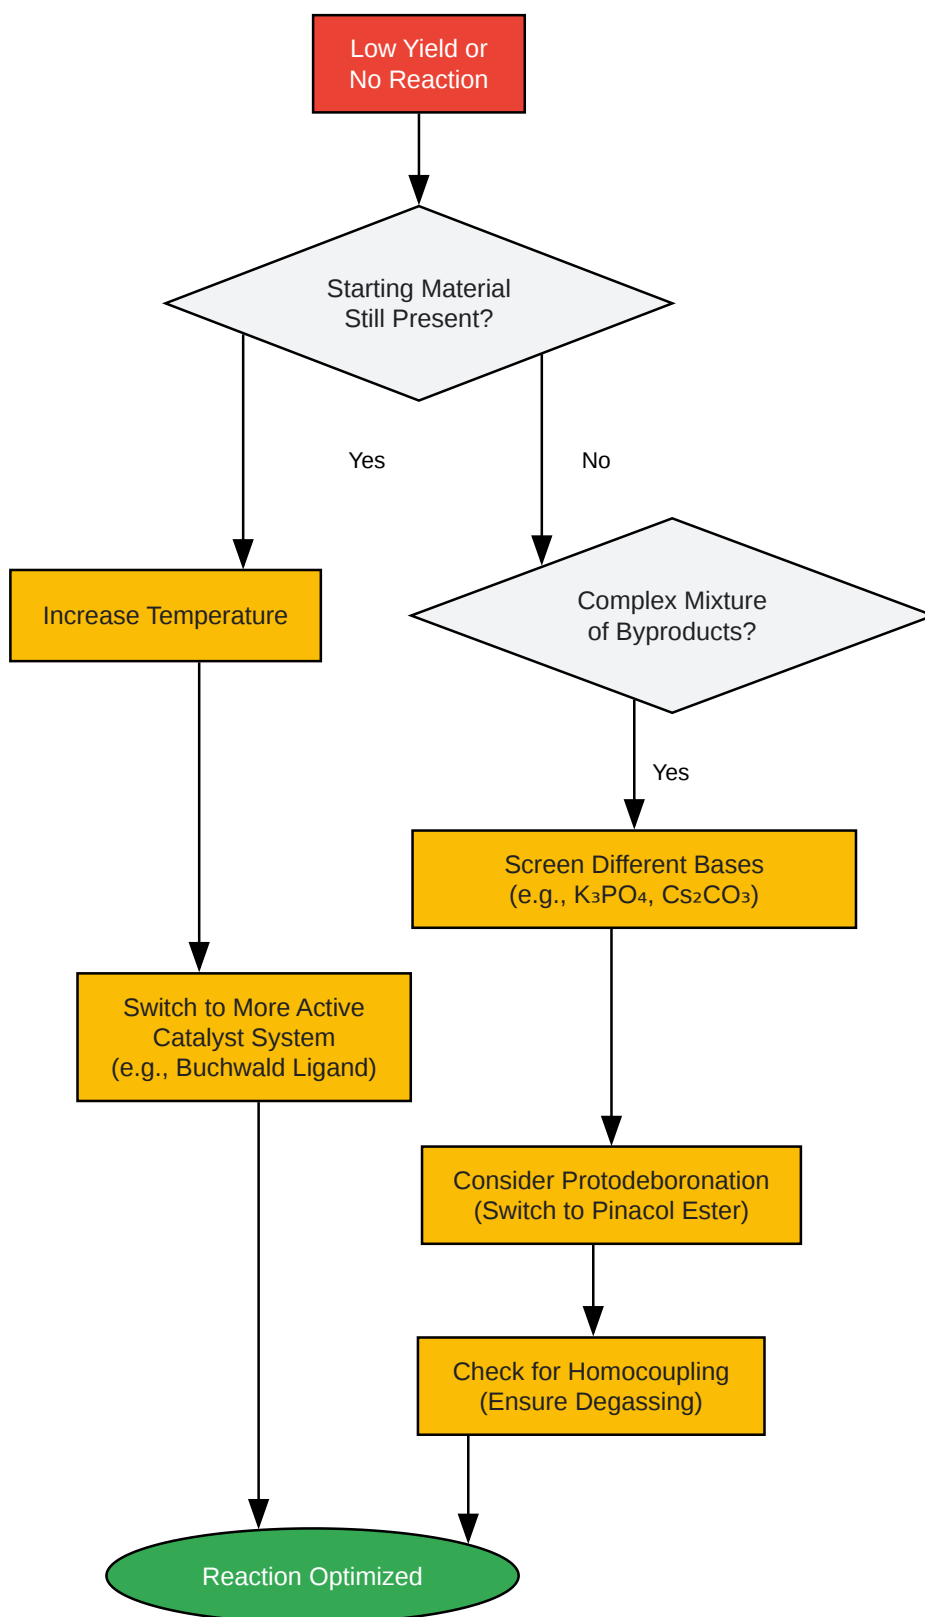 Low Yield or
No Reaction
Starting Material
Still Present?
Yes
No
Increase Temperature
Complex Mixture
of Byproducts?
Yes
Screen Different Bases
(e.g., K₃PO₄, Cs₂CO₃)
Switch to More Active
Catalyst System
(e.g., Buchwald Ligand)
Consider Protodeboronation
(Switch to Pinacol Ester)
Check for Homocoupling
(Ensure Degassing)
Reaction Optimized